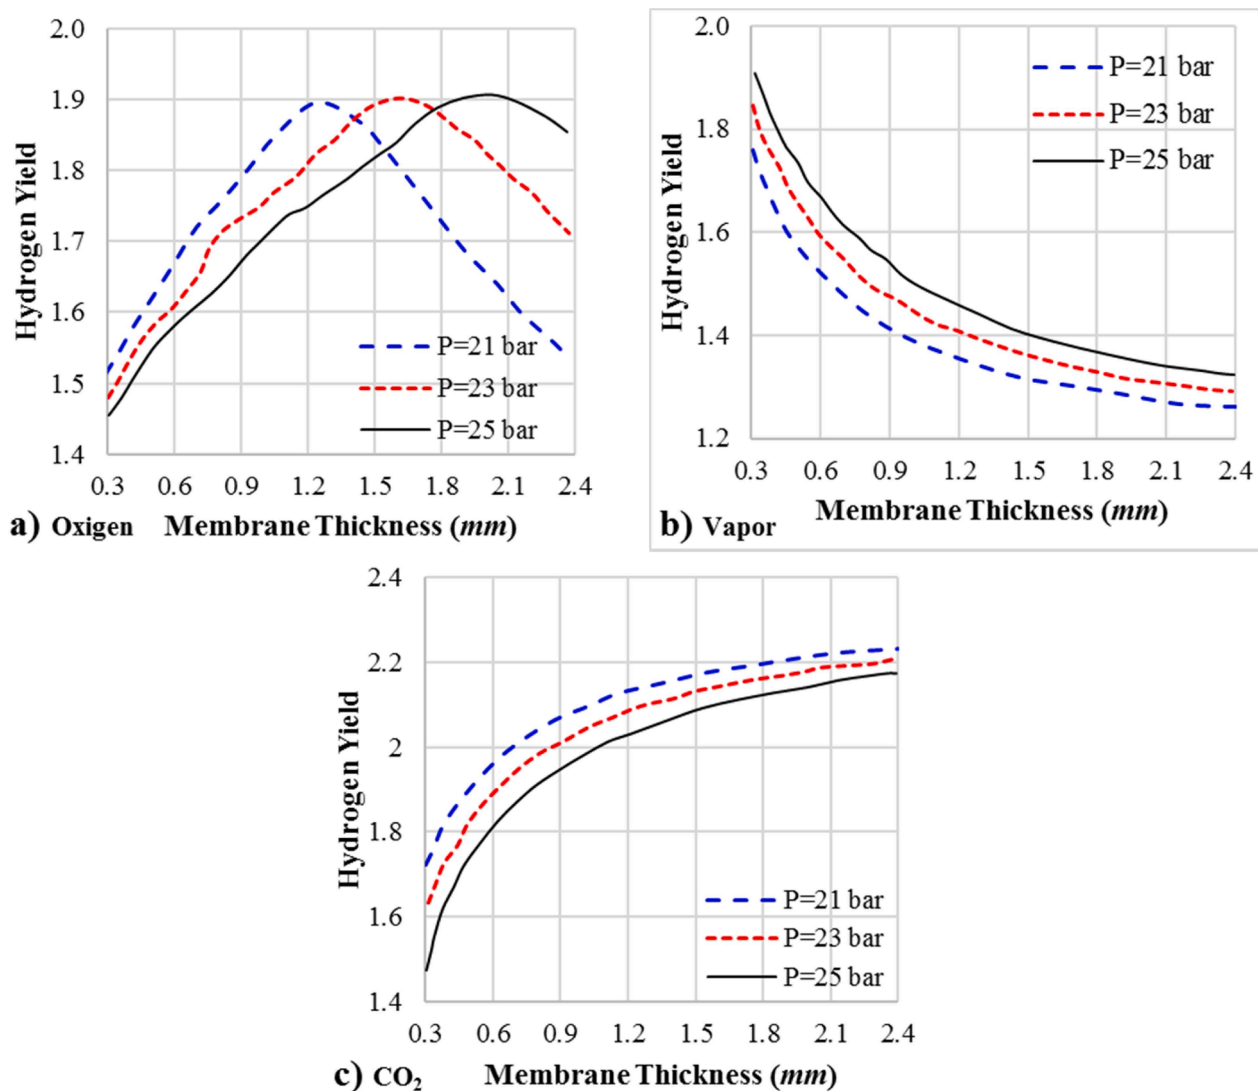 2.0
1.9
1.8
1.7
1.6
1.5
1.4
Hydrogen Yield
P=21 bar
P=23 bar
P=25 bar
0.3 0.6 0.9 1.2 1.5 1.8 2.1 2.4
a) Oxigen Membrane Thickness (mm)
2.0
1.8
1.6
1.4
1.2
Hydrogen Yield
P=21 bar
P=23 bar
P=25 bar
0.3 0.6 0.9 1.2 1.5 1.8 2.1 2.4
b) Vapor Membrane Thickness (mm)
2.4
2.2
2
1.8
1.6
1.4
Hydrogen Yield
P=21 bar
P=23 bar
P=25 bar
0.3 0.6 0.9 1.2 1.5 1.8 2.1 2.4
c) CO₂ Membrane Thickness (mm)